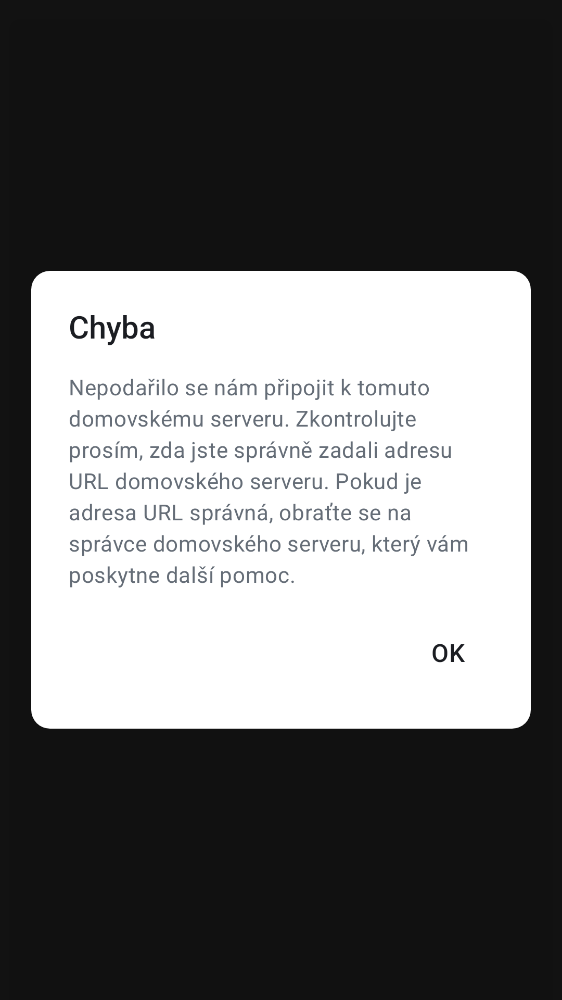 Chyba
Nepodařilo se nám připojit k tomuto
domovskému serveru. Zkontrolujte
prosím, zda jste správně zadali adresu
URL domovského serveru. Pokud je
adresa URL správná, obraťte se na
správce domovského serveru, který vám
poskytne další pomoc.
OK